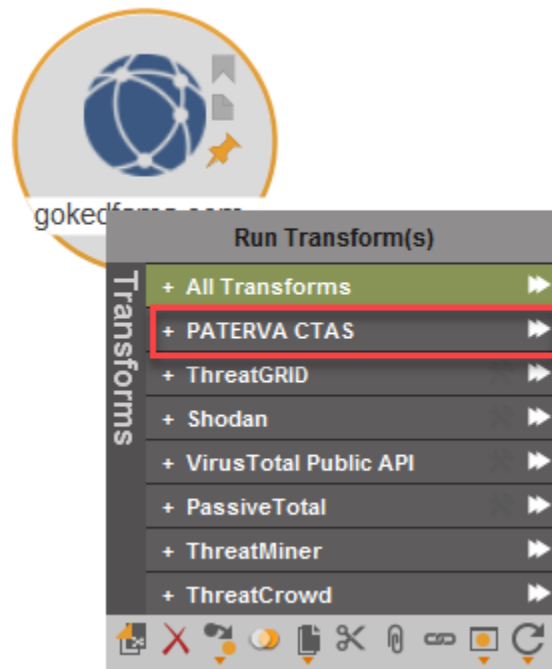 Run Transform(s)
Transforms
+ All Transforms
+ PATERVA CTAS
+ ThreatGRID
+ Shodan
+ VirusTotal Public API
+ PassiveTotal
+ ThreatMiner
+ ThreatCrowd